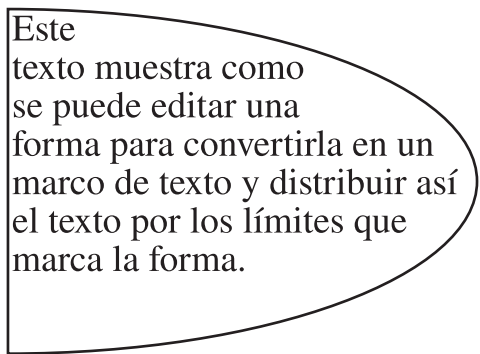 Este
texto muestra como
se puede editar una
forma para convertirla en un
marco de texto y distribuir así
el texto por los límites que
marca la forma.